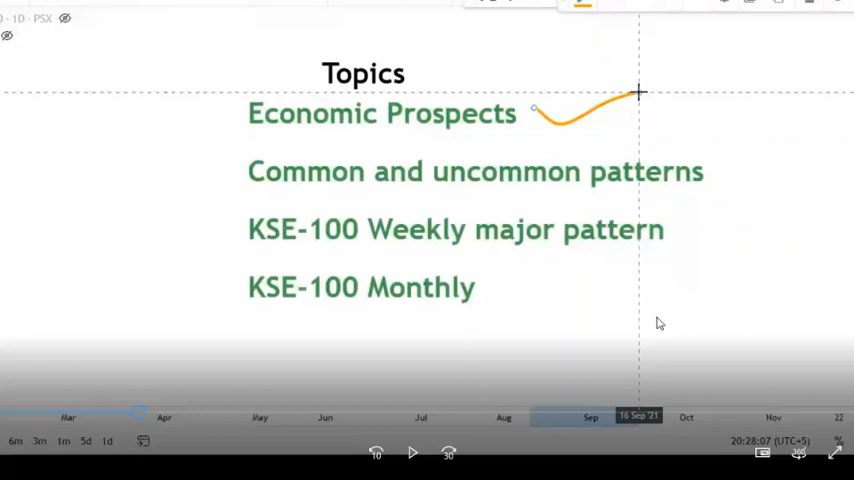 · 1D · PSX
Topics
Economic Prospects
Common and uncommon patterns
KSE-100 Weekly major pattern
KSE-100 Monthly
Mar Apr May Jun Jul Aug Sep 16 Sep '21 Oct Nov 22
6m 3m 1m 5d 1d 20:28:07 (UTC+5) %
10 30 360